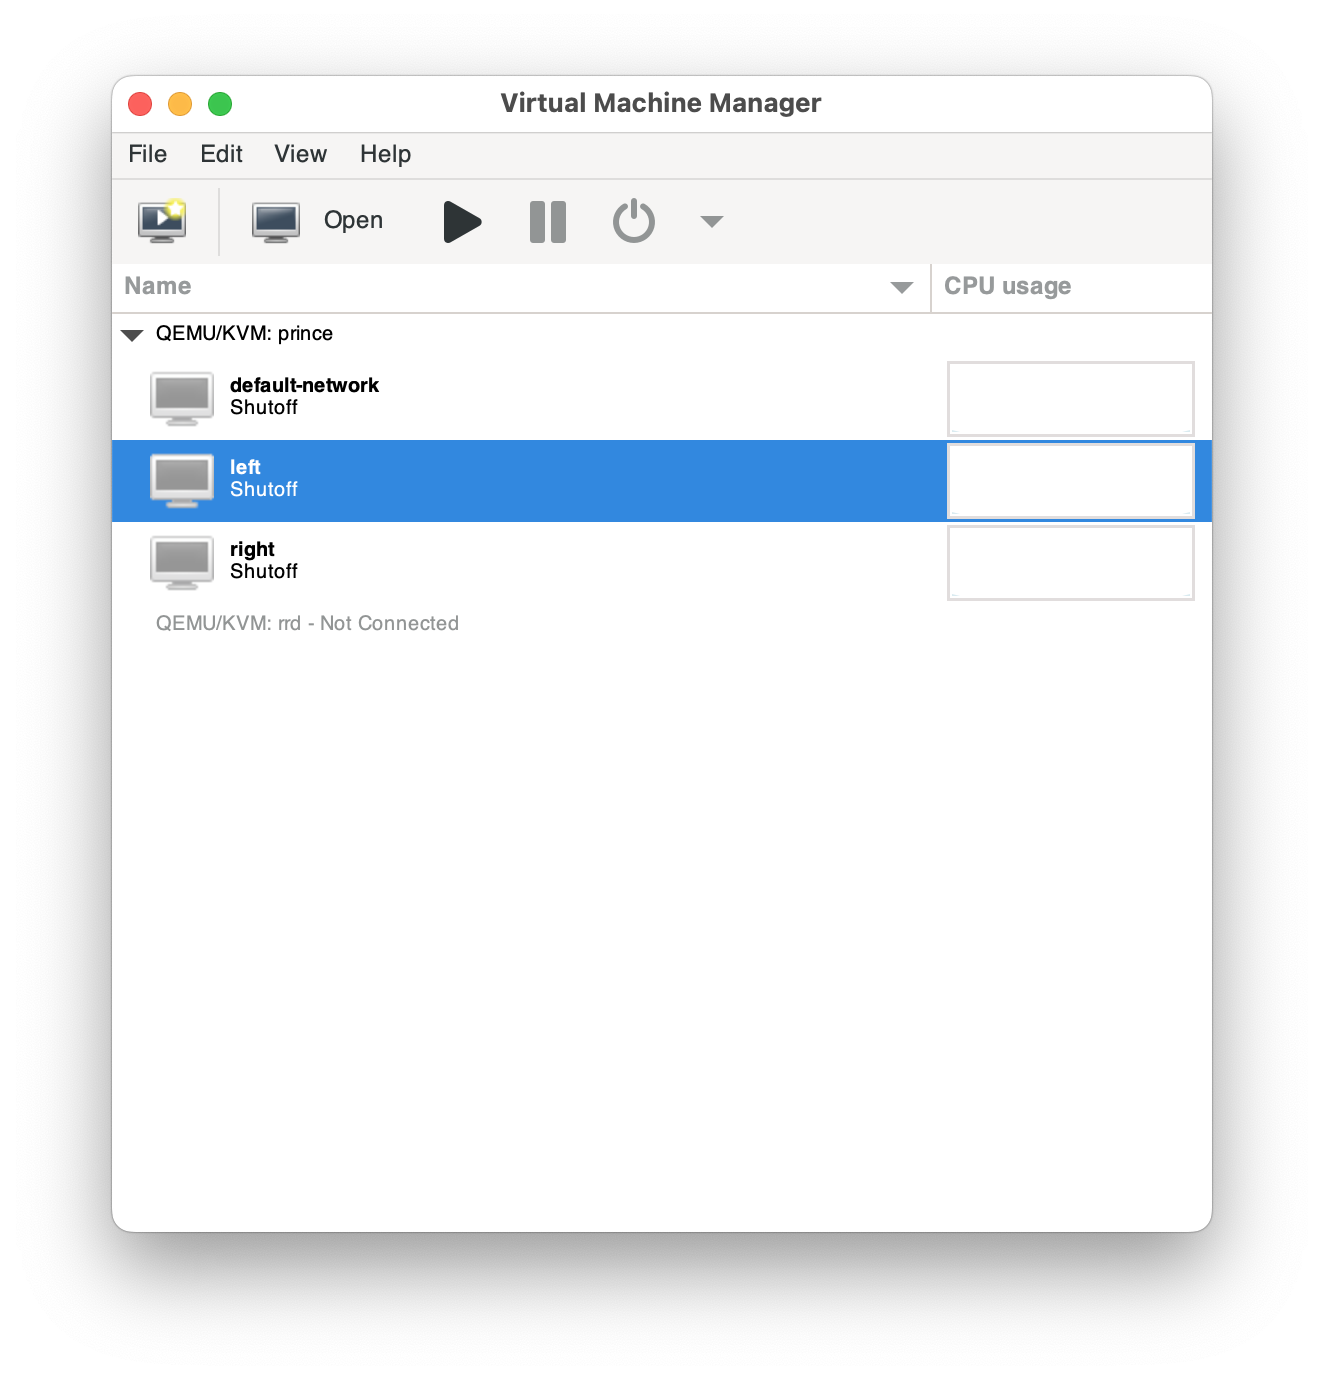 Virtual Machine Manager
File Edit View Help
Open
Name CPU usage
QEMU/KVM: prince
default-network
Shutoff
left
Shutoff
right
Shutoff
QEMU/KVM: rrd - Not Connected